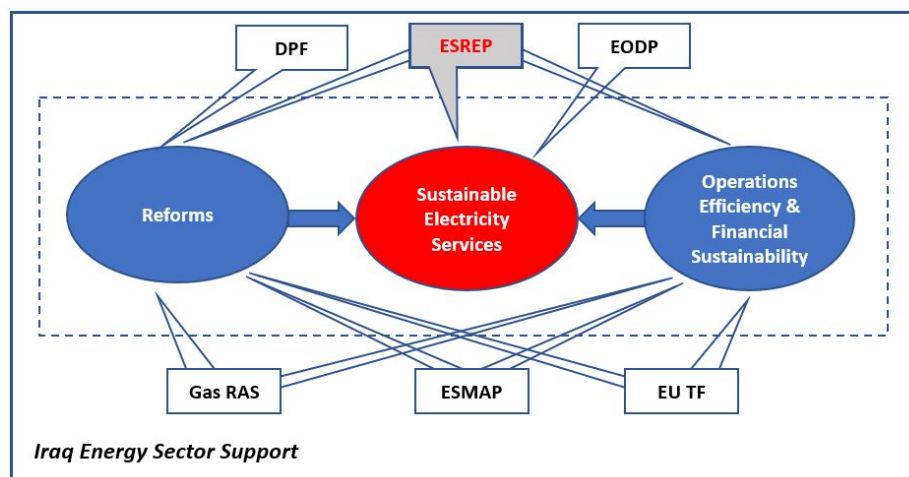 DPF
ESREP
EODP
Reforms
Sustainable
Electricity
Services
Operations
Efficiency &
Financial
Sustainability
Gas RAS
ESMAP
EU TF
Iraq Energy Sector Support